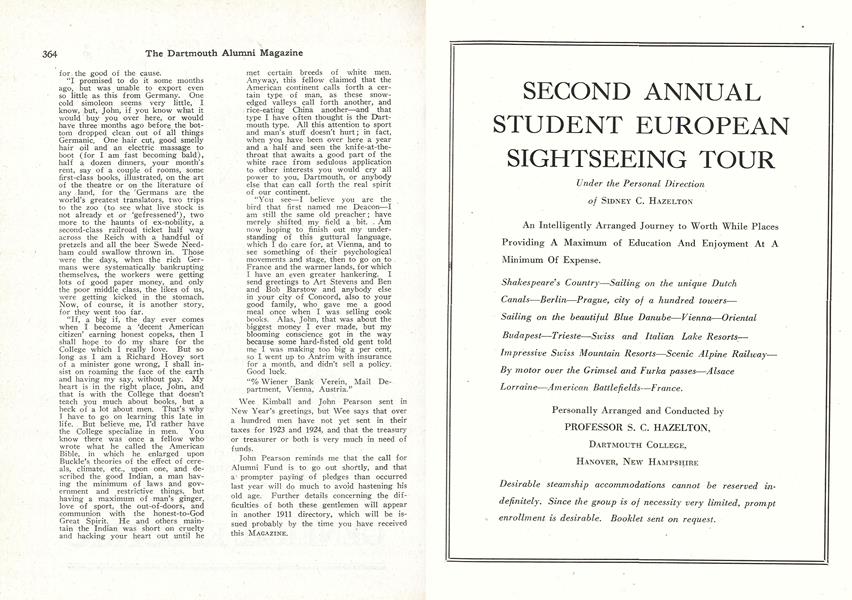 364
The Dartmouth Alumni Magazine
for the good of the cause.
"I promised to do it some months
ago, but was unable to export even
so little as this from Germany. One
cold simoleon seems very little, I
know, but, John, if you know what it
would buy you over here, or would
have three months ago before the bot-
tom dropped clean out of all things
Germanic. One hair cut, good smelly
hair oil and an electric massage to
boot (for I am fast becoming bald),
half a dozen dinners, your month's
rent, say of a couple of rooms, some
first-class books, illustrated, on the art
of the theatre or on the literature of
any land, for the Germans are the
world's greatest translators, two trips
to the zoo (to see what live stock is
not already et or 'gefressened'), two
more to the haunts of ex-nobility, a
second-class railroad ticket half way
across the Reich with a handful of
pretzels and all the beer Swede Need-
ham could swallow thrown in. Those
were the days, when the rich Ger-
mans were systematically bankrupting
themselves, the workers were getting
lots of good paper money, and only
the poor middle class, the likes of us,
were getting kicked in the stomach.
Now, of course, it is another story,
for they went too far.
"If, a big if, the day ever comes
when I become a 'decent American
citizen' earning honest copeks, then I
shall hope to do my share for the
College which I really love. But so
long as I am a Richard Hovey sort
of a minister gone wrong, I shall in-
sist on roaming the face of the earth
and having my say, without pay. My
heart is in the right place, John, and
that is with the College that doesn't
teach you much about books, but a
heck of a lot about men. That's why
I have to go on learning this late in
life. But believe me, I'd rather have
the College specialize in men. You
know there was once a fellow who
wrote what he called the American
Bible, in which he enlarged upon
Buckle's theories of the effect of cere-
als, climate, etc., upon one, and de-
scribed the good Indian, a man hav-
ing the minimum of laws and gov-
ernment and restrictive things, but
having a maximum of man's ginger,
love of sport, the out-of-doors, and
communion with the honest-to-God
Great Spirit. He and others main-
tain the Indian was short on cruelty
and hacking your heart out until he
met certain breeds of white men.
Anyway, this fellow claimed that the
American continent calls forth a cer-
tain type of man, as these snow-
edged valleys call forth another, and
rice-eating China another—and that
type I have often thought is the Dart-
mouth type. All this attention to sport
and man's stuff doesn't hurt; in fact,
when you have been over here a year
and a half and seen the knife-at-the-
throat that awaits a good part of the
white race from sedulous application
to other interests you would cry all
power to you, Dartmouth, or anybody
else that can call forth the real spirit
of our continent.
"You see—I believe you are the
bird that first named me Deacon—I
am still the same old preacher; have
merely shifted my field a bit. Am
now hoping to finish out my under-
standing of this guttural language,
which I do care for, at Vienna, and to
see something of their psychological
movements and stage, then to go on to
France and the warmer lands, for which
I have an even greater hankering. I
send greetings to Art Stevens and Ben
and Bob Barstow and anybody else
in your city of Concord, also to your
good family, who gave me a good
meal once when I was selling cook
books. Alas, John, that was about the
biggest money I ever made, but my
blooming conscience got in the way
because some hard-fisted old gent told
me I was making too big a per cent,
so I went up to Antrim with insurance
for a month, and didn't sell a policy.
Good luck.
"% Wiener Bank Verein, Mail De-
partment, Vienna, Austria."
Wee Kimball and John Pearson sent in
New Year's greetings, but Wee says that over
a hundred men have not yet sent in their
taxes for 1923 and 1924, and that the treasury
or treasurer or both is very much in need of
funds.
John Pearson reminds me that the call for
Alumni Fund is to go out shortly, and that
a prompter paying of pledges than occurred
last year will do much to avoid hastening his
old age. Further details concerning the dif-
ficulties of both these gentlemen will appear
in another 1911 directory, which will be is-
sued probably by the time you have received
this MAGAZINE.
SECOND ANNUAL
STUDENT EUROPEAN
SIGHTSEEING TOUR
Under the Personal Direction
of SIDNEY C. HAZELTON
An Intelligently Arranged Journey to Worth While Places
Providing A Maximum of Education And Enjoyment At A
Minimum Of Expense.
Shakespeare's Country—Sailing on the unique Dutch
Canals—Berlin—Prague, city of a hundred towers—
Sailing on the beautiful Blue Danube—Vienna—Oriental
Budapest—Trieste—Swiss and Italian Lake Resorts—
Impressive Swiss Mountain Resorts—Scenic Alpine Railway—
By motor over the Grimsel and Furka passes—Alsace
Lorraine—American Battlefields—France.
Personally Arranged and Conducted by
PROFESSOR S. C. HAZELTON,
DARTMOUTH COLLEGE,
HANOVER, NEW HAMPSHIRE
Desirable steamship accommodations cannot be reserved in-
definitely. Since the group is of necessity very limited, prompt
enrollment is desirable. Booklet sent on request.